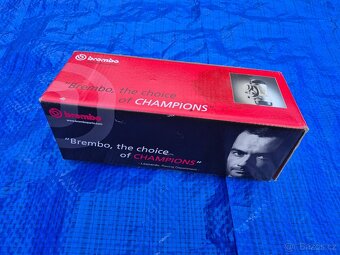 brembo
"Brembo, the choice
of CHAMPIONS"
brembo
"Brembo, the choice
of CHAMPIONS"
Bazos.cz